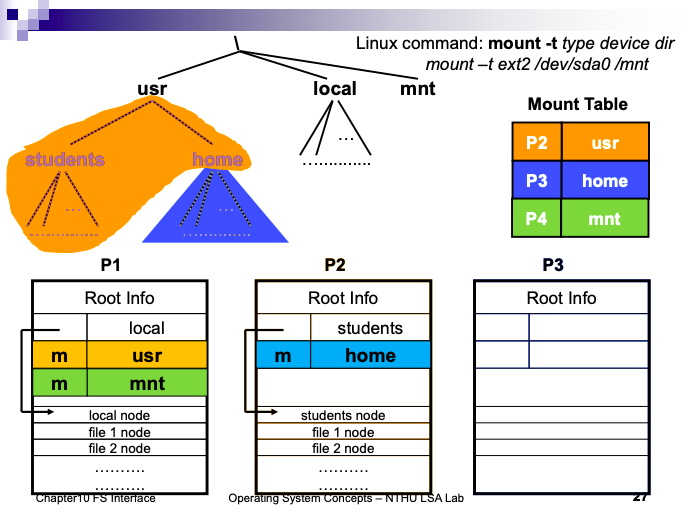 \
Linux command: mount -t type device dir
mount –t ext2 /dev/sda0 /mnt
usr
local
mnt
Mount Table
P2 usr
P3 home
P4 mnt
students
home
...
...............
...
...............
...
...............
P1
Root Info
local
m usr
m mnt
local node
file 1 node
file 2 node
..........
..........
P2
Root Info
students
m home
students node
file 1 node
file 2 node
..........
..........
P3
Root Info
Chapter10 FS Interface
Operating System Concepts – NTHU LSA Lab
27